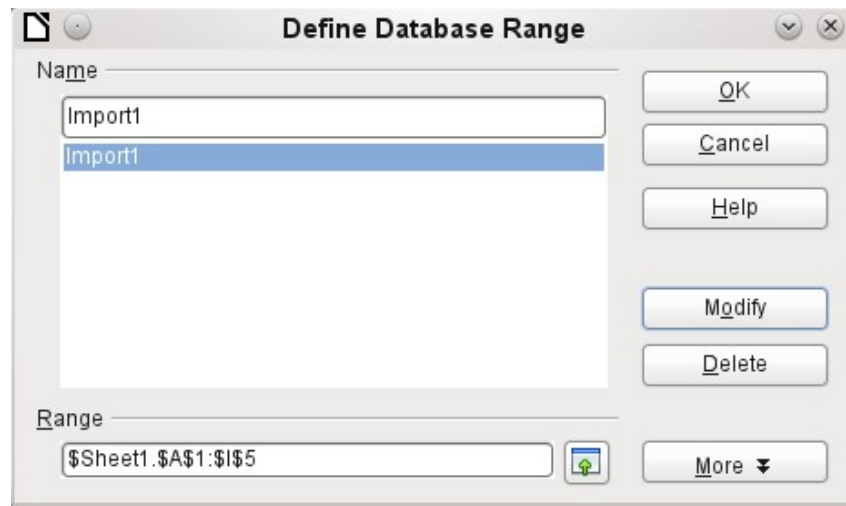 Define Database Range
Name
Import1
Import1
OK
Cancel
Help
Modify
Delete
Range
$Sheet1.$A$1:$I$5
More